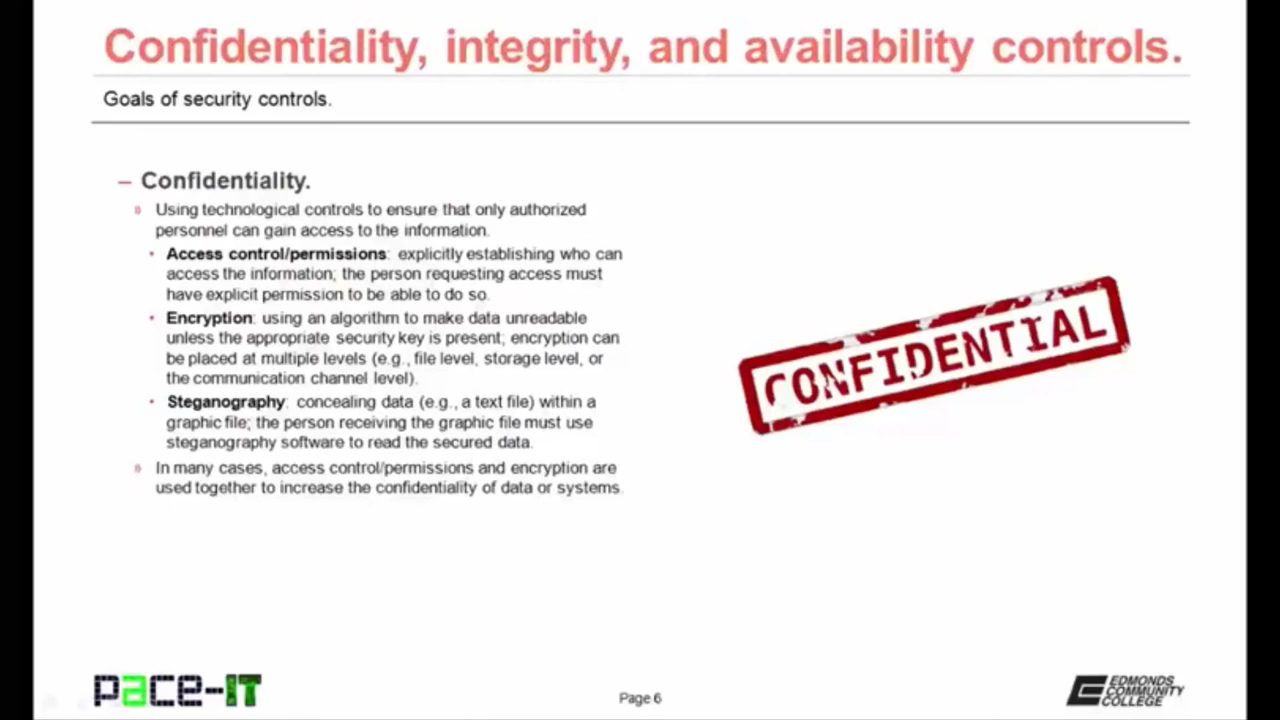 Confidentiality, integrity, and availability controls.
Goals of security controls.
– Confidentiality.
» Using technological controls to ensure that only authorized
personnel can gain access to the information.
• Access control/permissions: explicitly establishing who can
access the information; the person requesting access must
have explicit permission to be able to do so.
• Encryption: using an algorithm to make data unreadable
unless the appropriate security key is present; encryption can
be placed at multiple levels (e.g., file level, storage level, or
the communication channel level).
• Steganography: concealing data (e.g., a text file) within a
graphic file; the person receiving the graphic file must use
steganography software to read the secured data.
» In many cases, access control/permissions and encryption are
used together to increase the confidentiality of data or systems.
CONFIDENTIAL
pace-IT
Page 6
EDMONDS
COMMUNITY
COLLEGE